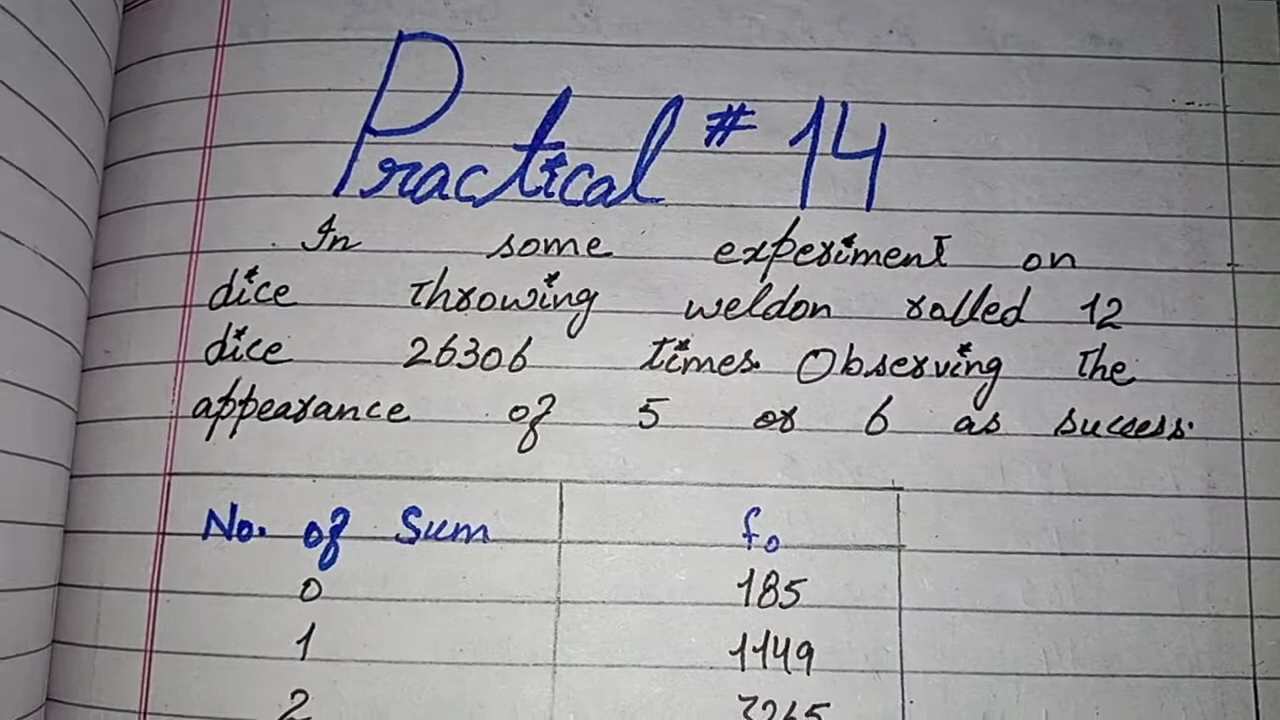 Practical # 14
In some experiment on
dice throwing weldon rolled 12
dice 26306 times. Observing the
appearance of 5 or 6 as success.
No. of Sum f₀
0 185
1 1149
2 3265